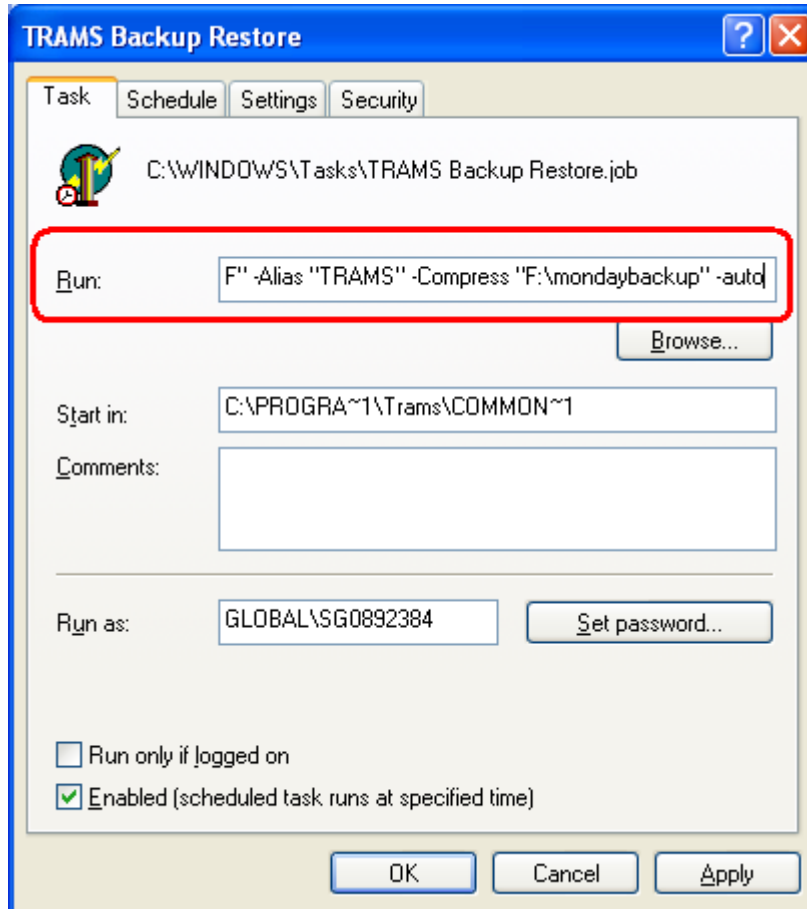 TRAMS Backup Restore
Task Schedule Settings Security
C:\WINDOWS\Tasks\TRAMS Backup Restore.job
Run: F" -Alias "TRAMS" -Compress "F:\mondaybackup" -auto
Browse...
Start in: C:\PROGRA~1\Trams\COMMON~1
Comments:
Run as: GLOBAL\SG0892384 Set password...
Run only if logged on
Enabled (scheduled task runs at specified time)
OK Cancel Apply